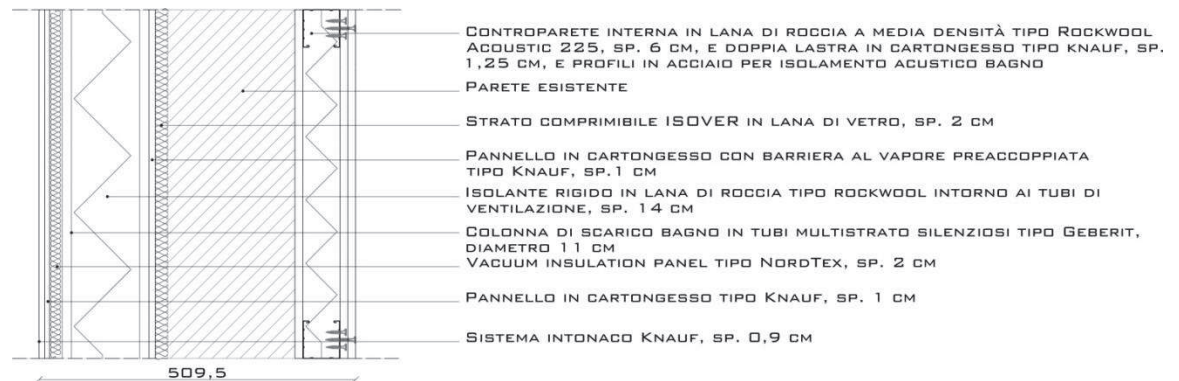 Controparete interna in lana di roccia a media densità tipo Rockwool
Acoustic 225, sp. 6 cm, e doppia lastra in cartongesso tipo knauf, sp.
1,25 cm, e profili in acciaio per isolamento acustico bagno
Parete esistente
Strato comprimibile ISOVER in lana di vetro, sp. 2 cm
Pannello in cartongesso con barriera al vapore preaccoppiata
tipo Knauf, sp.1 cm
Isolante rigido in lana di roccia tipo rockwool intorno ai tubi di
ventilazione, sp. 14 cm
Colonna di scarico bagno in tubi multistrato silenziosi tipo Geberit,
diametro 11 cm
Vacuum insulation panel tipo NordTex, sp. 2 cm
Pannello in cartongesso tipo Knauf, sp. 1 cm
Sistema intonaco Knauf, sp. 0,9 cm
509,5